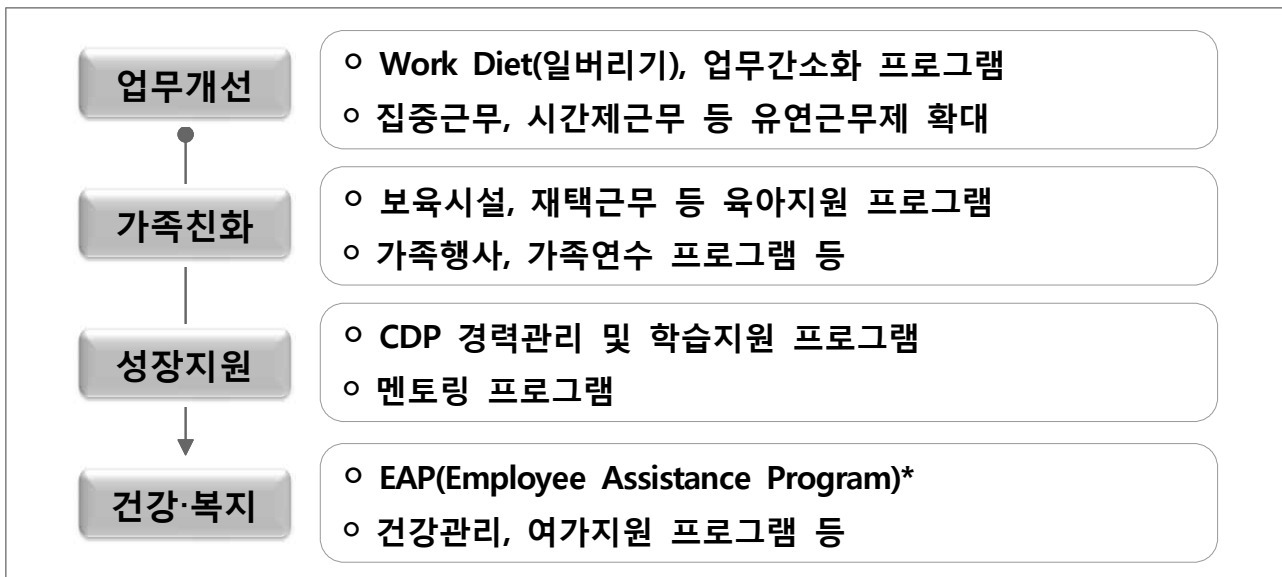 업무개선
○ Work Diet(일버리기), 업무간소화 프로그램
○ 집중근무, 시간제근무 등 유연근무제 확대
가족친화
○ 보육시설, 재택근무 등 육아지원 프로그램
○ 가족행사, 가족연수 프로그램 등
성장지원
○ CDP 경력관리 및 학습지원 프로그램
○ 멘토링 프로그램
건강·복지
○ EAP(Employee Assistance Program)*
○ 건강관리, 여가지원 프로그램 등